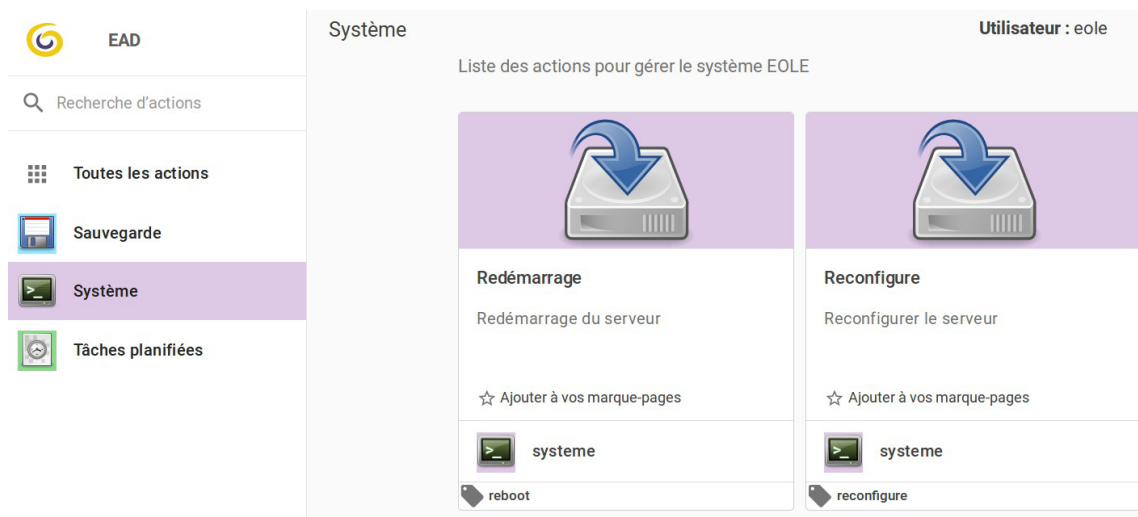 EAD
Recherche d'actions
Toutes les actions
Sauvegarde
Système
Tâches planifiées
Système
Utilisateur : eole
Liste des actions pour gérer le système EOLE
Redémarrage
Redémarrage du serveur
Ajouter à vos marque-pages
systeme
reboot
Reconfigure
Reconfigurer le serveur
Ajouter à vos marque-pages
systeme
reconfigure